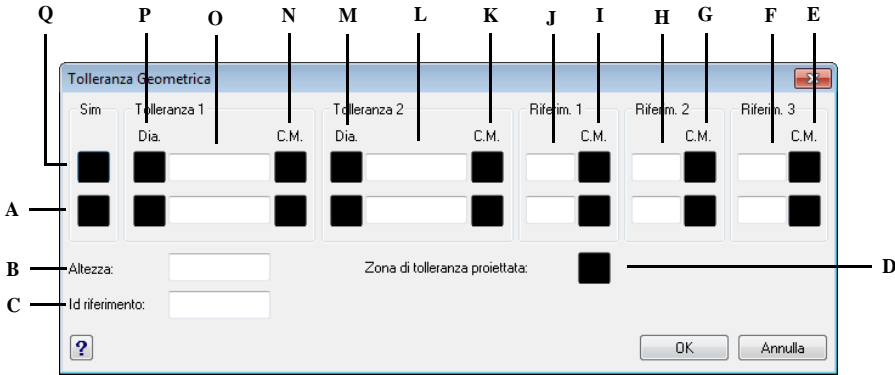 Q P O N M L K J I H G F E
Tolleranza Geometrica
Sim Tolleranza 1 Tolleranza 2 Riferim. 1 Riferim. 2 Riferim. 3
Dia. C.M. Dia. C.M. C.M. C.M. C.M.
A
B Altezza: Zona di tolleranza proiettata: D
C Id riferimento:
? OK Annulla